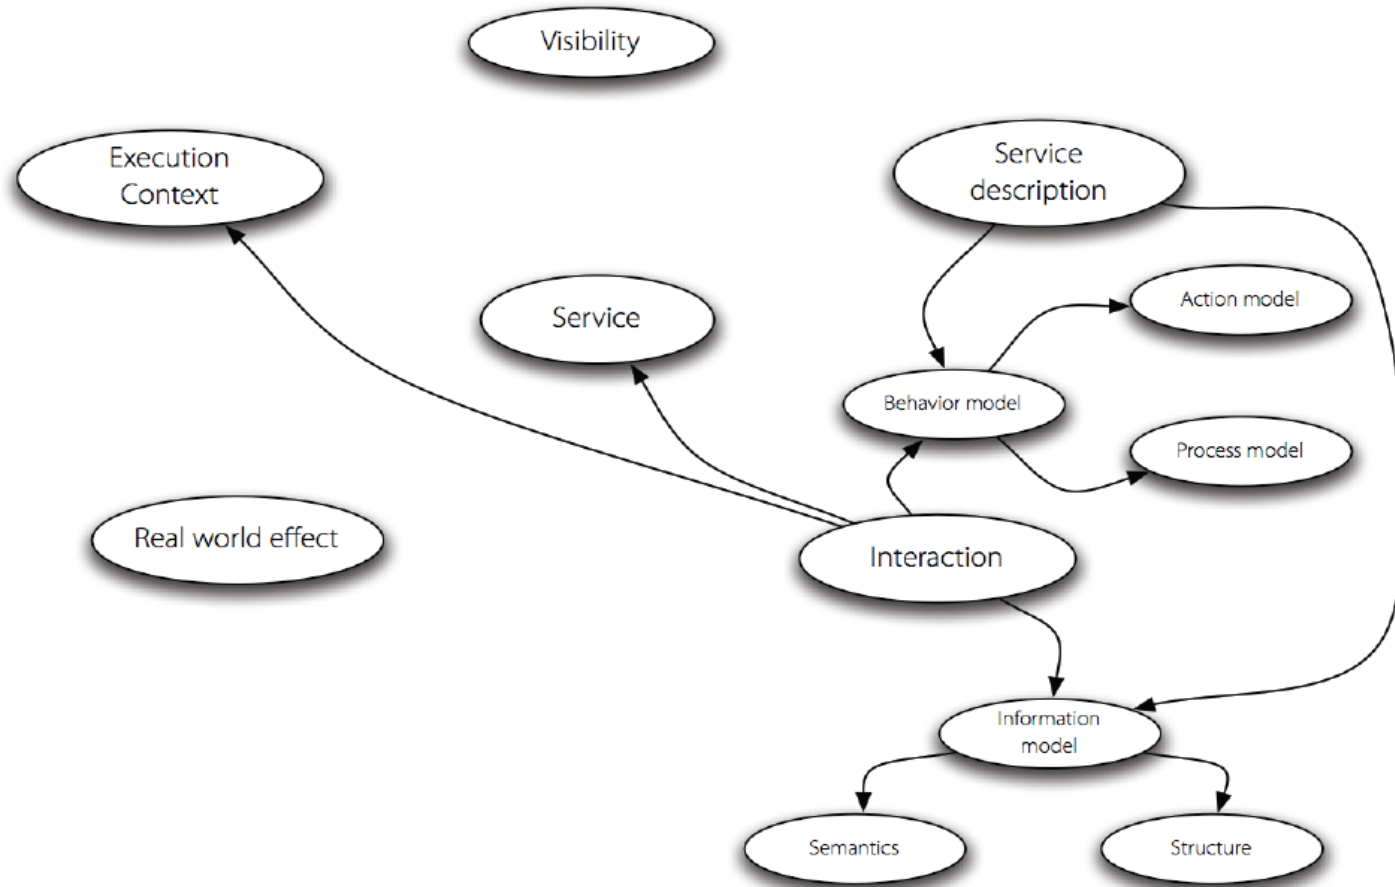 Visibility
Execution
Context
Service
description
Action model
Service
Behavior model
Process model
Real world effect
Interaction
Information
model
Semantics
Structure